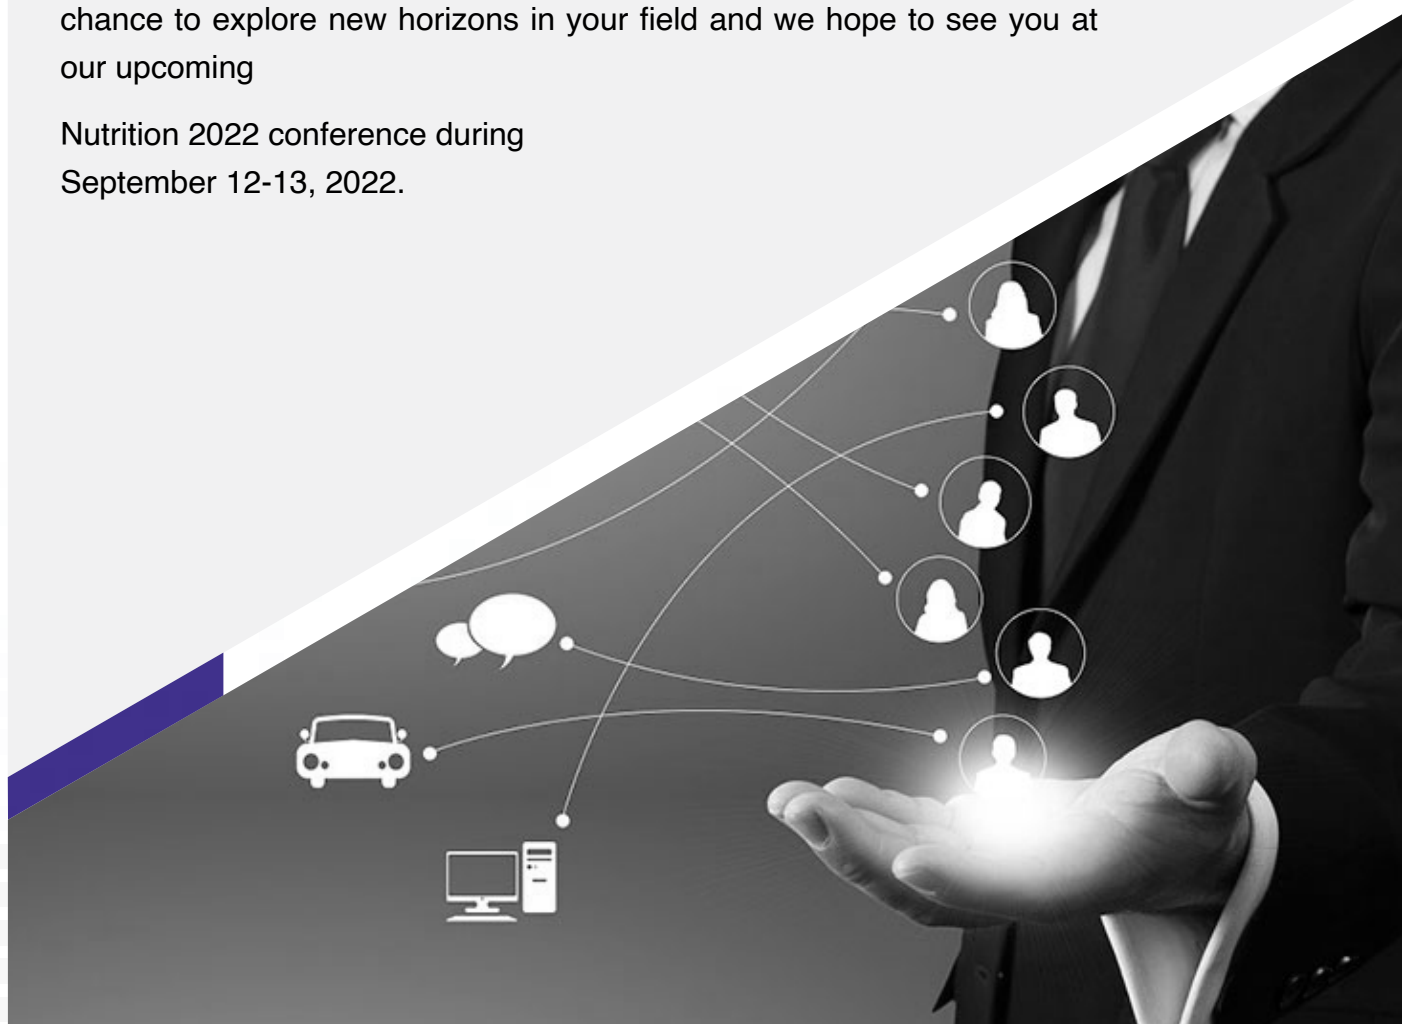 chance to explore new horizons in your field and we hope to see you at
our upcoming
Nutrition 2022 conference during
September 12-13, 2022.